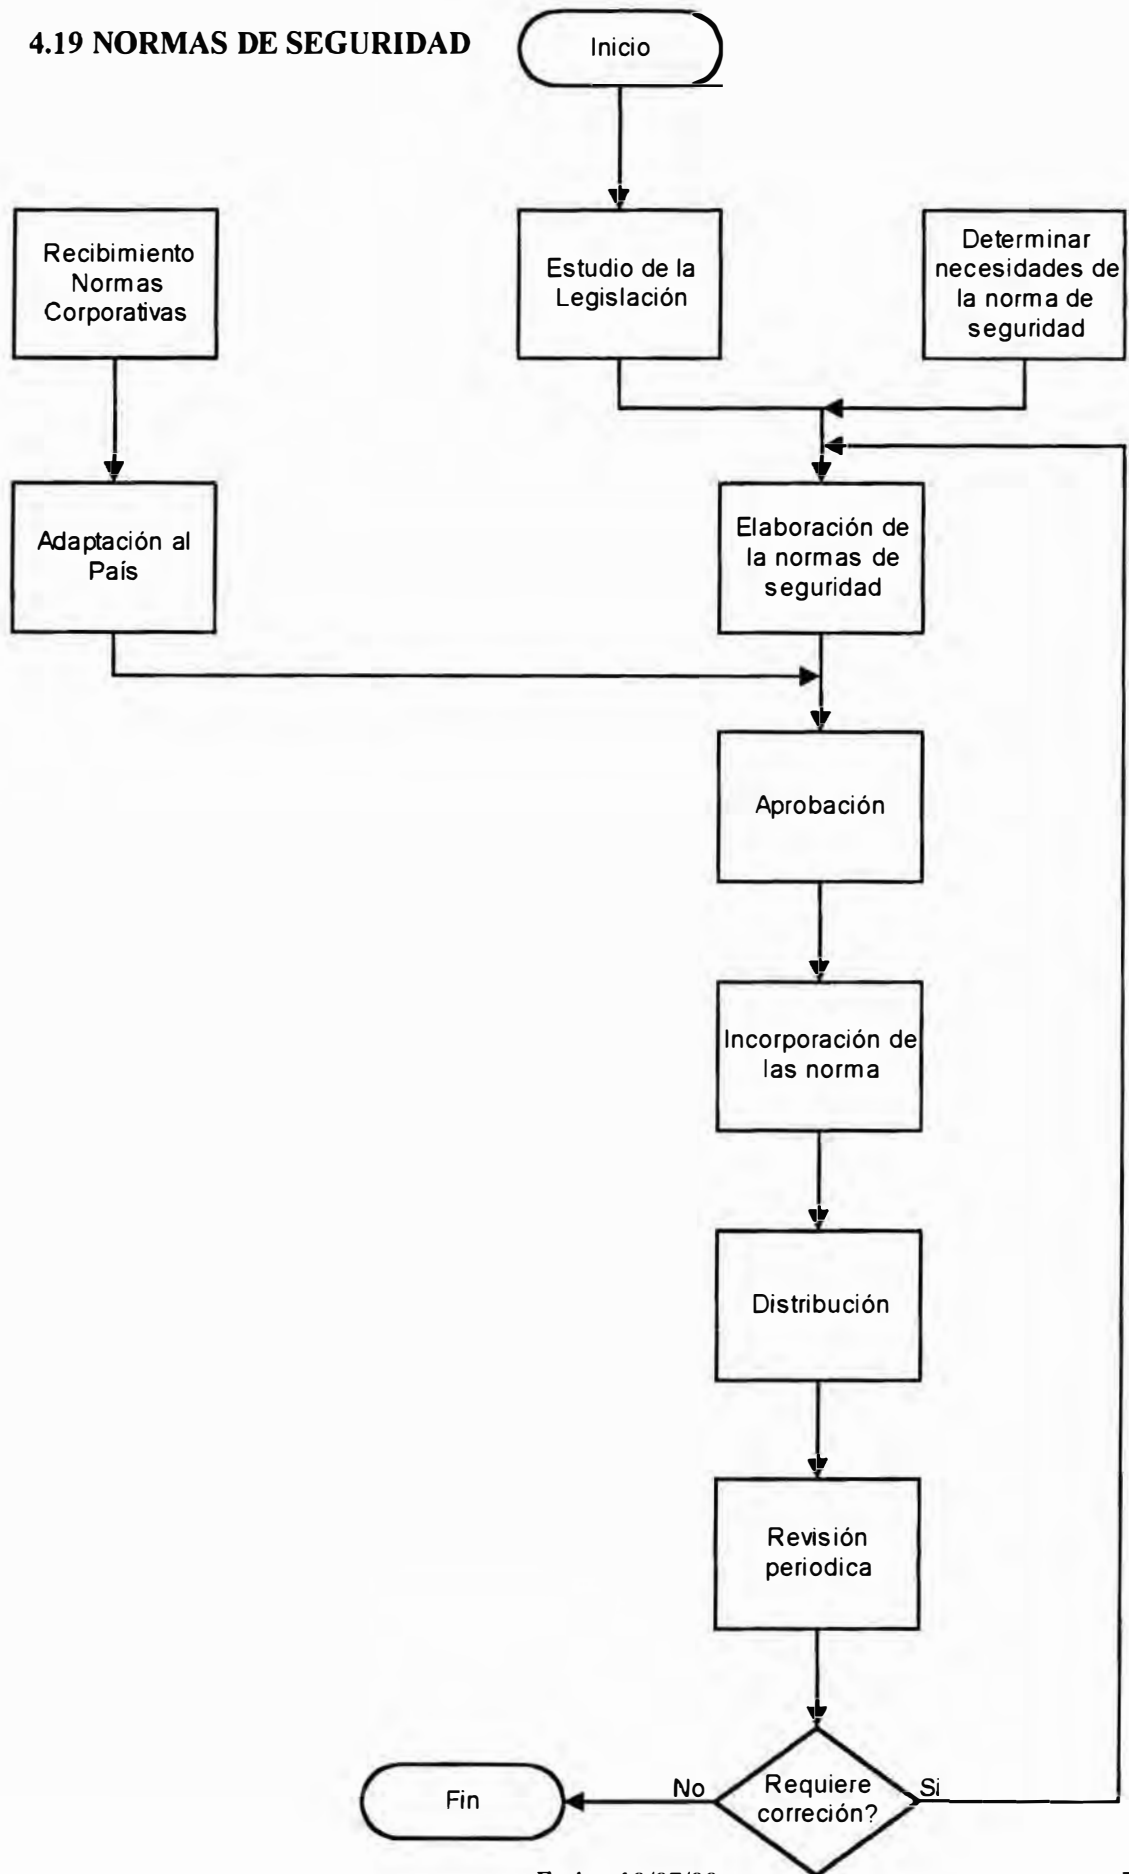 4.19 NORMAS DE SEGURIDAD
Inicio
Recibimiento
Normas
Corporativas
Estudio de la
Legislación
Determinar
necesidades de
la norma de
seguridad
Adaptación al
País
Elaboración de
la normas de
seguridad
Aprobación
Incorporación de
las norma
Distribución
Revisión
periodica
Requiere
correción?
No
Si
Fin